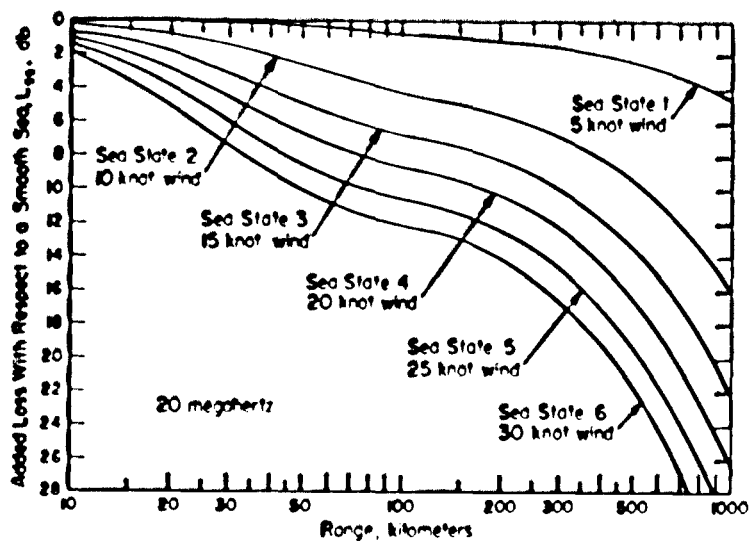 Added Loss With Respect to a Smooth Sea, Lss, db
0
2
4
6
8
10
12
14
16
18
20
22
24
26
28
10
20
30
50
100
200
300
500
1000
Range, kilometers
Sea State 1
5 knot wind
Sea State 2
10 knot wind
Sea State 3
15 knot wind
Sea State 4
20 knot wind
Sea State 5
25 knot wind
Sea State 6
30 knot wind
20 megahertz